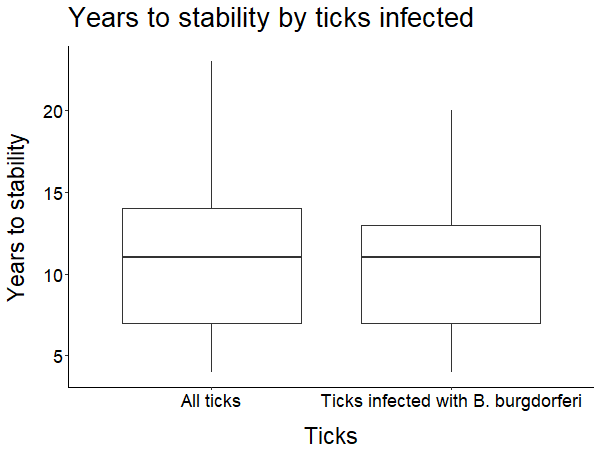 Years to stability by ticks infected
Years to stability
20
15
10
5
All ticks
Ticks infected with B. burgdorferi
Ticks